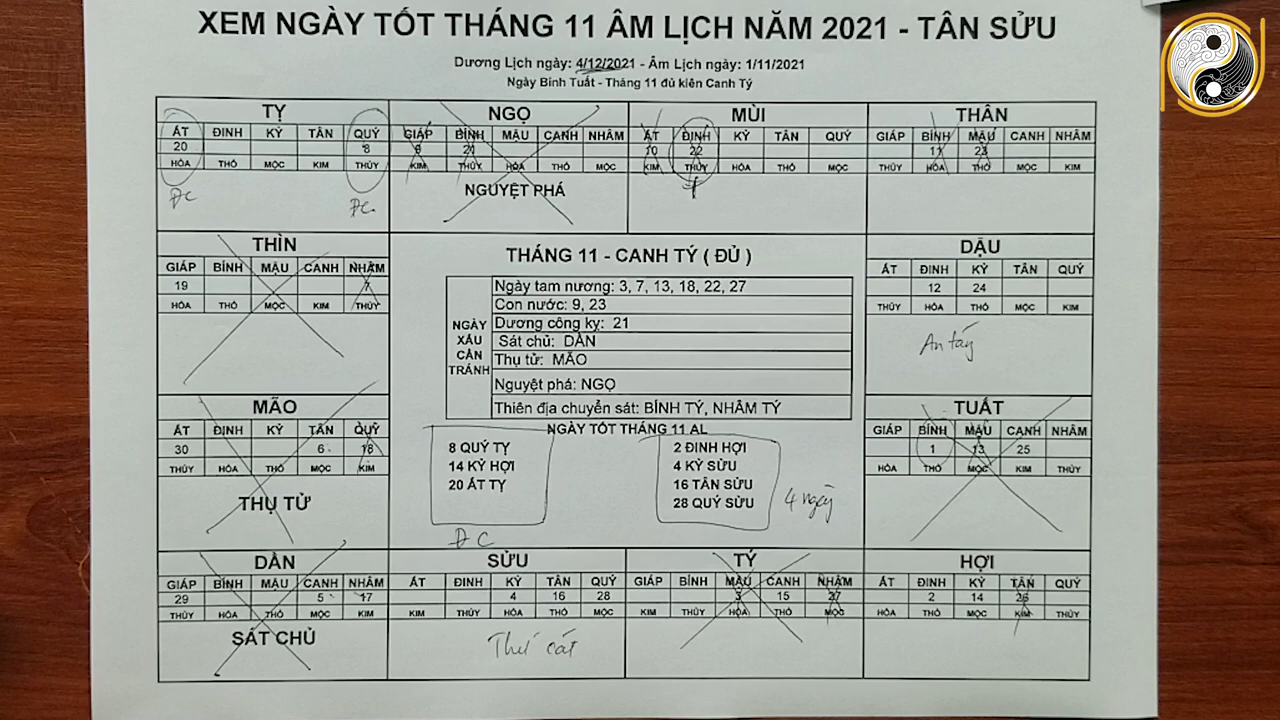 XEM NGÀY TỐT THÁNG 11 ÂM LỊCH NĂM 2021 - TÂN SỬU
Dương Lịch ngày: 4/12/2021 - Âm Lịch ngày: 1/11/2021
Ngày Bính Tuất - Tháng 11 đủ kiến Canh Tý
TỴ NGỌ MÙI THÂN
ẤT ĐINH KỶ TÂN QUÝ GIÁP BÍNH MẬU CANH NHÂM ẤT ĐINH KỶ TÂN QUÝ GIÁP BÍNH MẬU CANH NHÂM
20 8 9 21 10 22 11 23
HỎA THỔ MỘC KIM THỦY KIM THỦY HỎA THỔ MỘC KIM THỦY HỎA THỔ MỘC THỦY HỎA THỔ MỘC KIM
ĐC ĐC NGUYỆT PHÁ
THÌN
GIÁP BÍNH MẬU CANH NHÂM
19 7
HỎA THỔ MỘC KIM THỦY
THÁNG 11 - CANH TÝ ( ĐỦ )
NGÀY XẤU CẦN TRÁNH
Ngày tam nương: 3, 7, 13, 18, 22, 27
Con nước: 9, 23
Dương công kỵ: 21
Sát chủ: DẦN
Thụ tử: MÃO
Nguyệt phá: NGỌ
Thiên địa chuyển sát: BÍNH TÝ, NHÂM TÝ
DẬU
ẤT ĐINH KỶ TÂN QUÝ
12 24
THỦY HỎA THỔ MỘC KIM
An táng
MÃO
ẤT ĐINH KỶ TÂN QUÝ
30 6 18
THỦY HỎA THỔ MỘC KIM
THỤ TỬ
NGÀY TỐT THÁNG 11 AL
8 QUÝ TỴ 2 ĐINH HỢI
14 KỶ HỢI 4 KỶ SỬU
20 ẤT TỴ 16 TÂN SỬU
28 QUÝ SỬU
4 ngày
ĐC
TUẤT
GIÁP BÍNH MẬU CANH NHÂM
1 13 25
HỎA THỔ MỘC KIM THỦY
DẦN SỬU TÝ HỢI
GIÁP BÍNH MẬU CANH NHÂM ẤT ĐINH KỶ TÂN QUÝ GIÁP BÍNH MẬU CANH NHÂM ẤT ĐINH KỶ TÂN QUÝ
29 5 17 4 16 28 3 15 27 2 14 26
THỦY HỎA THỔ MỘC KIM KIM THỦY HỎA THỔ MỘC KIM THỦY HỎA THỔ MỘC THỦY HỎA THỔ MỘC KIM THỦY
SÁT CHỦ Thứ cát